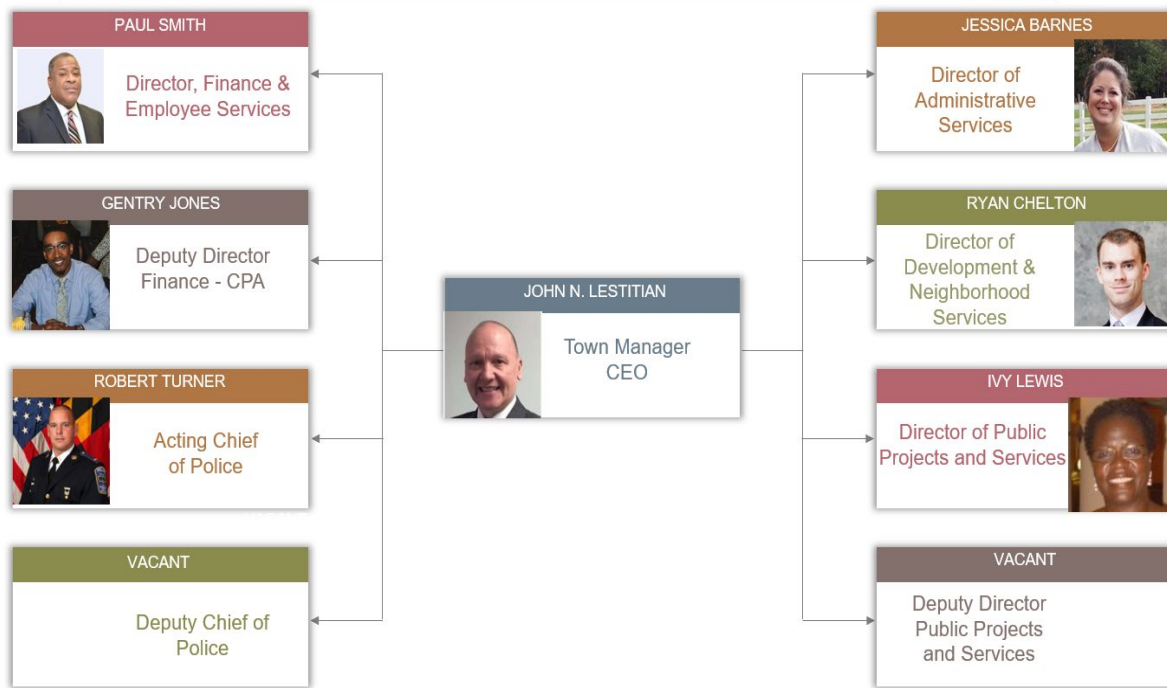 PAUL SMITH
Director, Finance &
Employee Services
GENTRY JONES
Deputy Director
Finance - CPA
ROBERT TURNER
Acting Chief
of Police
VACANT
Deputy Chief of
Police
JOHN N. LESTITIAN
Town Manager
CEO
JESSICA BARNES
Director of
Administrative
Services
RYAN CHELTON
Director of
Development &
Neighborhood
Services
IVY LEWIS
Director of Public
Projects and Services
VACANT
Deputy Director
Public Projects
and Services